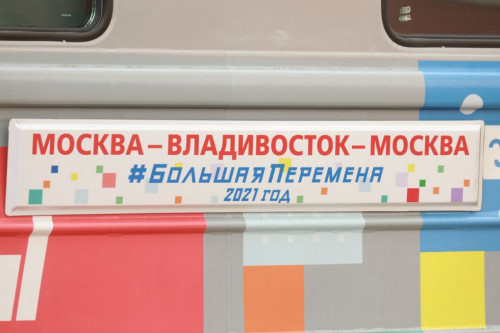 МОСКВА – ВЛАДИВОСТОК – МОСКВА
#БОЛЬШАЯПЕРЕМЕНА
2021 ГОД